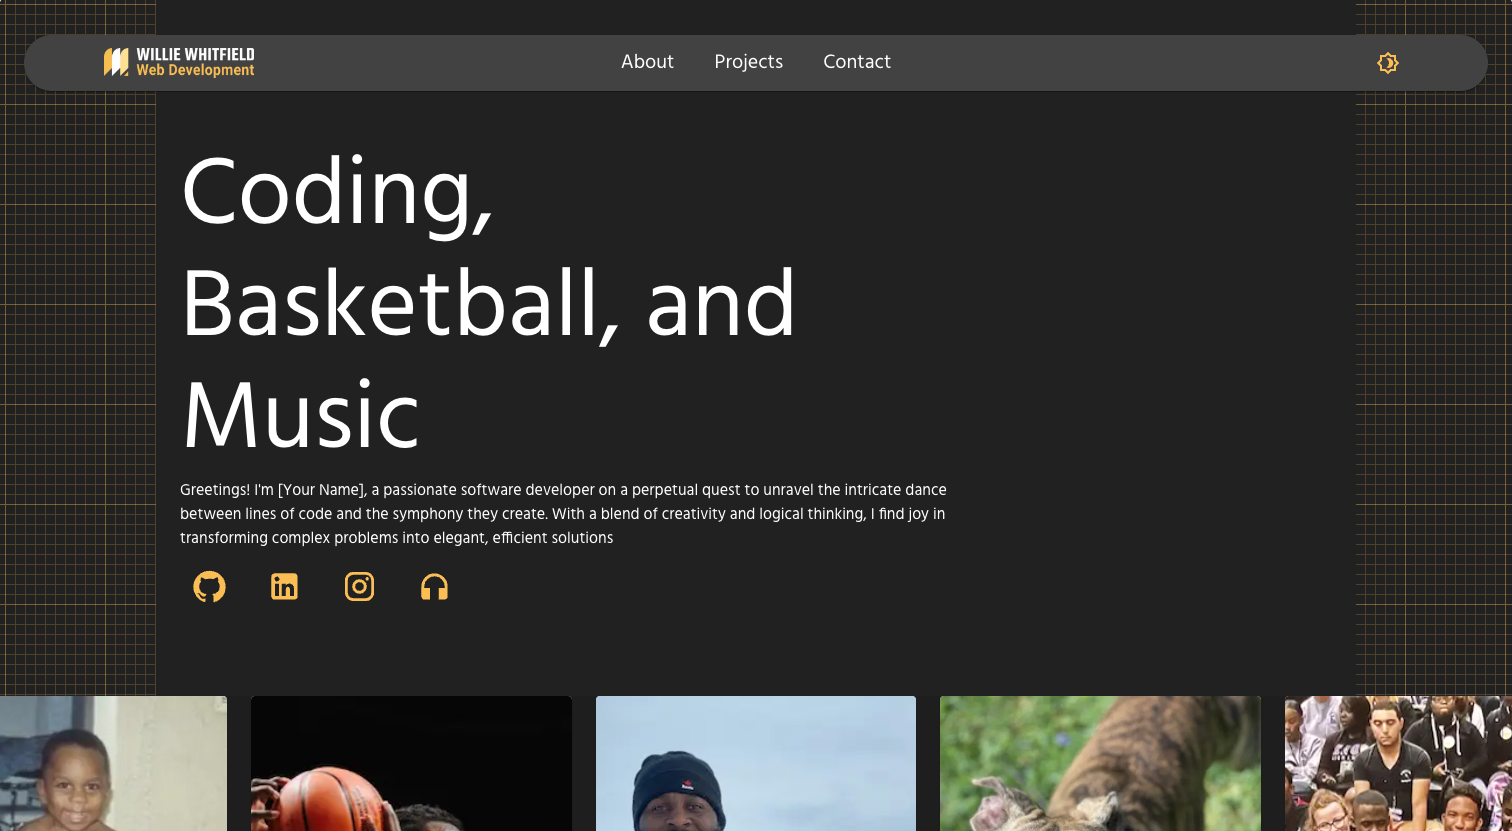 WILLIE WHITFIELD
Web Development
About Projects Contact
Coding,
Basketball, and
Music
Greetings! I'm [Your Name], a passionate software developer on a perpetual quest to unravel the intricate dance
between lines of code and the symphony they create. With a blend of creativity and logical thinking, I find joy in
transforming complex problems into elegant, efficient solutions
in